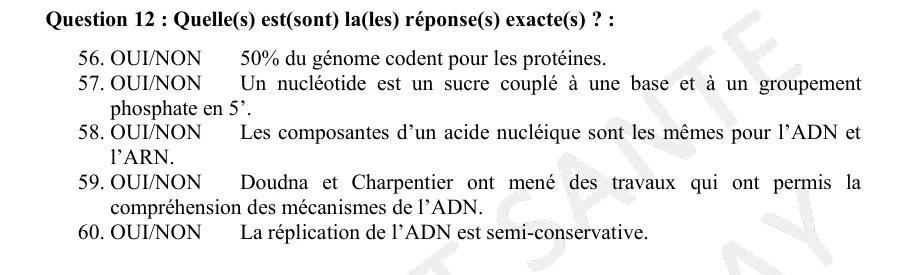 Question 12 : Quelle(s) est(sont) la(les) réponse(s) exacte(s) ? :
56. OUI/NON 50% du génome codent pour les protéines.
57. OUI/NON Un nucléotide est un sucre couplé à une base et à un groupement
phosphate en 5’.
58. OUI/NON Les composantes d’un acide nucléique sont les mêmes pour l’ADN et
l’ARN.
59. OUI/NON Doudna et Charpentier ont mené des travaux qui ont permis la
compréhension des mécanismes de l’ADN.
60. OUI/NON La réplication de l’ADN est semi-conservative.
SANTE